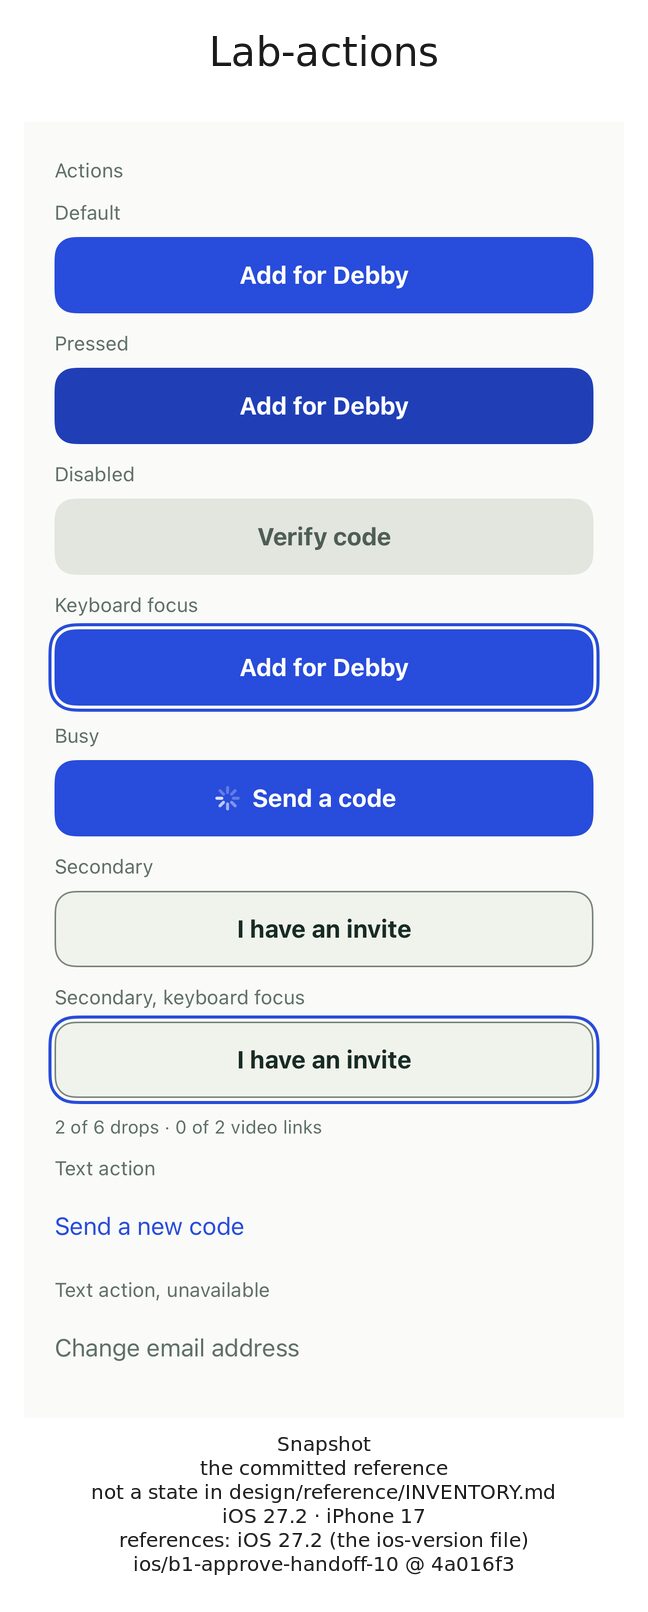 Lab-actions
Actions
Default
Add for Debby
Pressed
Add for Debby
Disabled
Verify code
Keyboard focus
Add for Debby
Busy
Send a code
Secondary
I have an invite
Secondary, keyboard focus
I have an invite
2 of 6 drops · 0 of 2 video links
Text action
Send a new code
Text action, unavailable
Change email address
Snapshot
the committed reference
not a state in design/reference/INVENTORY.md
iOS 27.2 · iPhone 17
references: iOS 27.2 (the ios-version file)
ios/b1-approve-handoff-10 @ 4a016f3